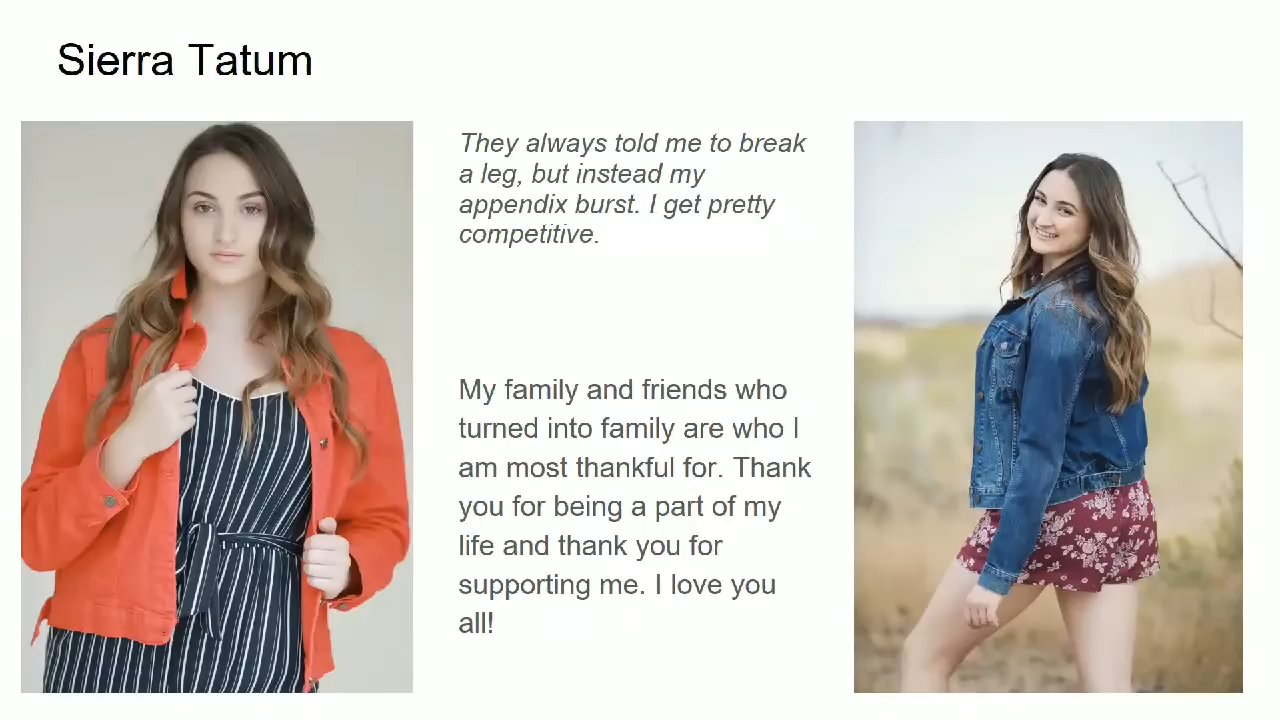 Sierra Tatum
They always told me to break
a leg, but instead my
appendix burst. I get pretty
competitive.
My family and friends who
turned into family are who I
am most thankful for. Thank
you for being a part of my
life and thank you for
supporting me. I love you
all!